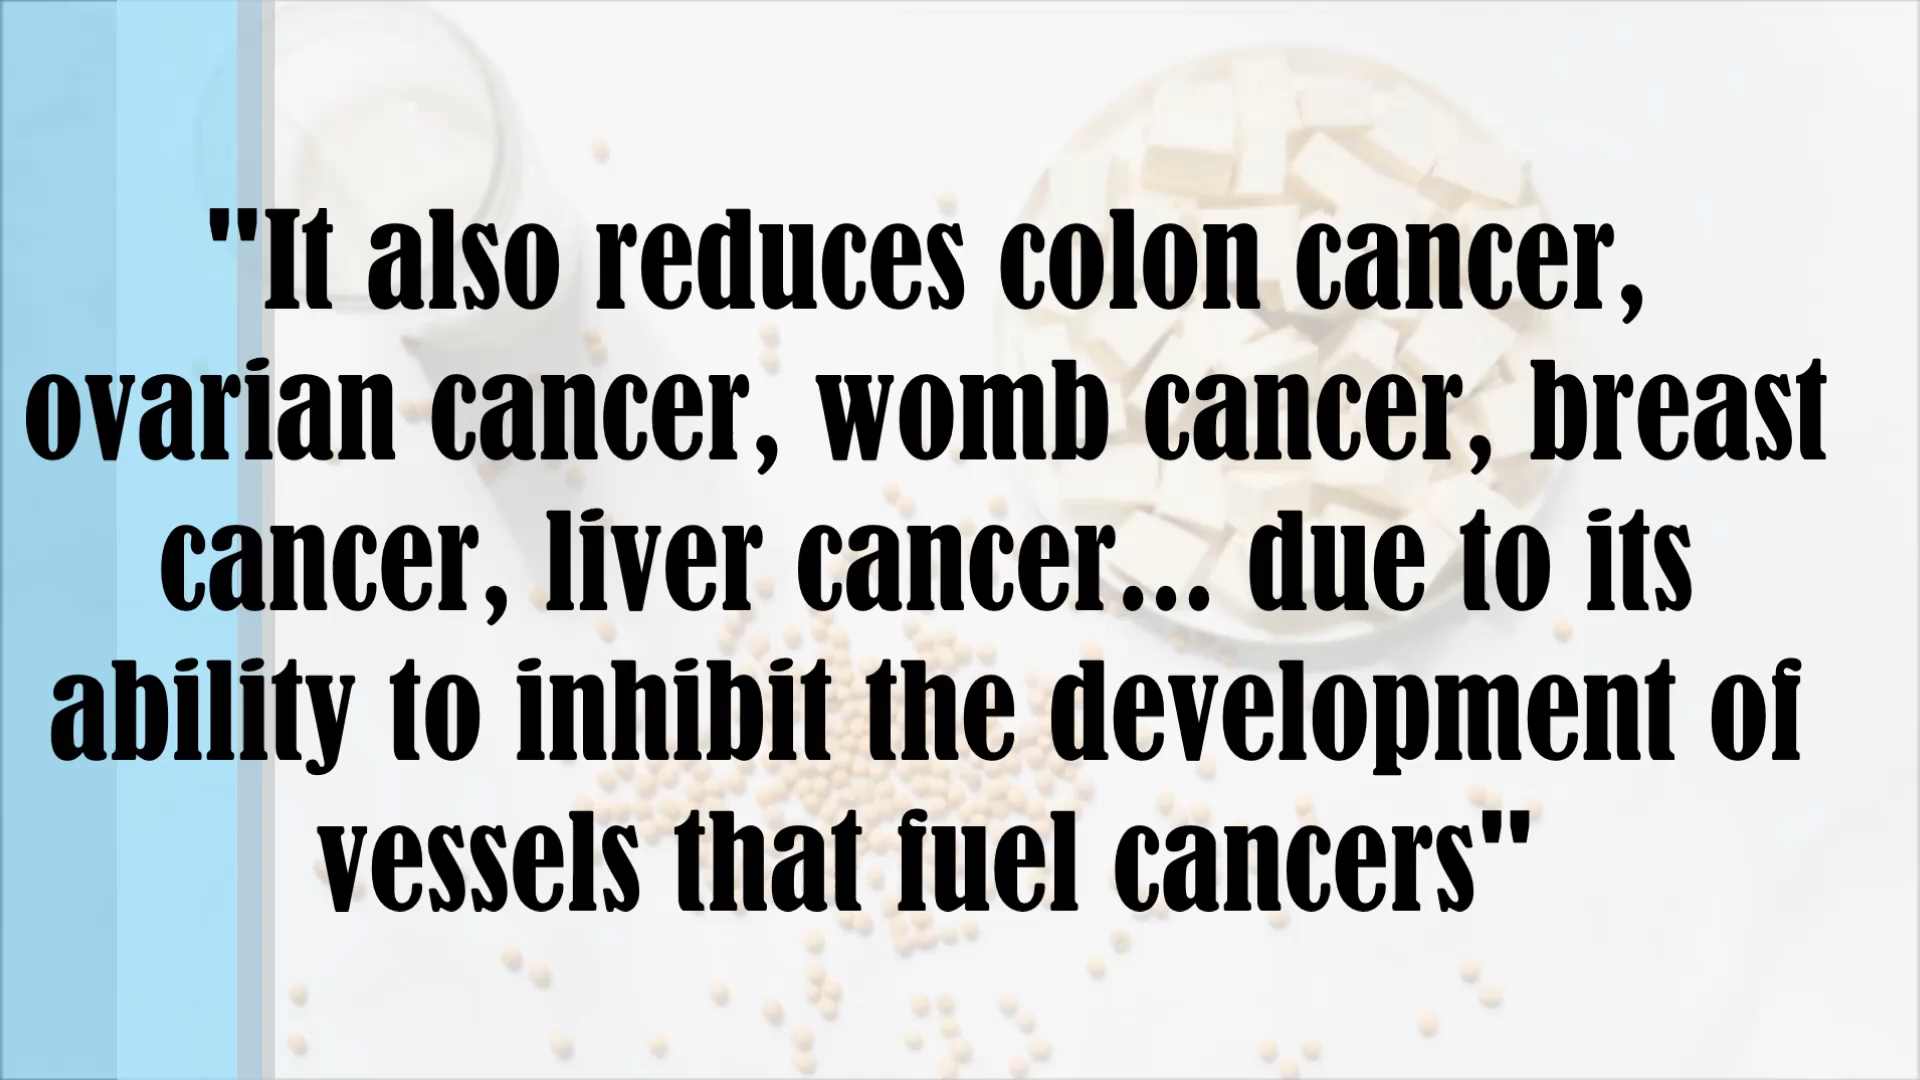 "It also reduces colon cancer,
ovarian cancer, womb cancer, breast
cancer, liver cancer... due to its
ability to inhibit the development of
vessels that fuel cancers"